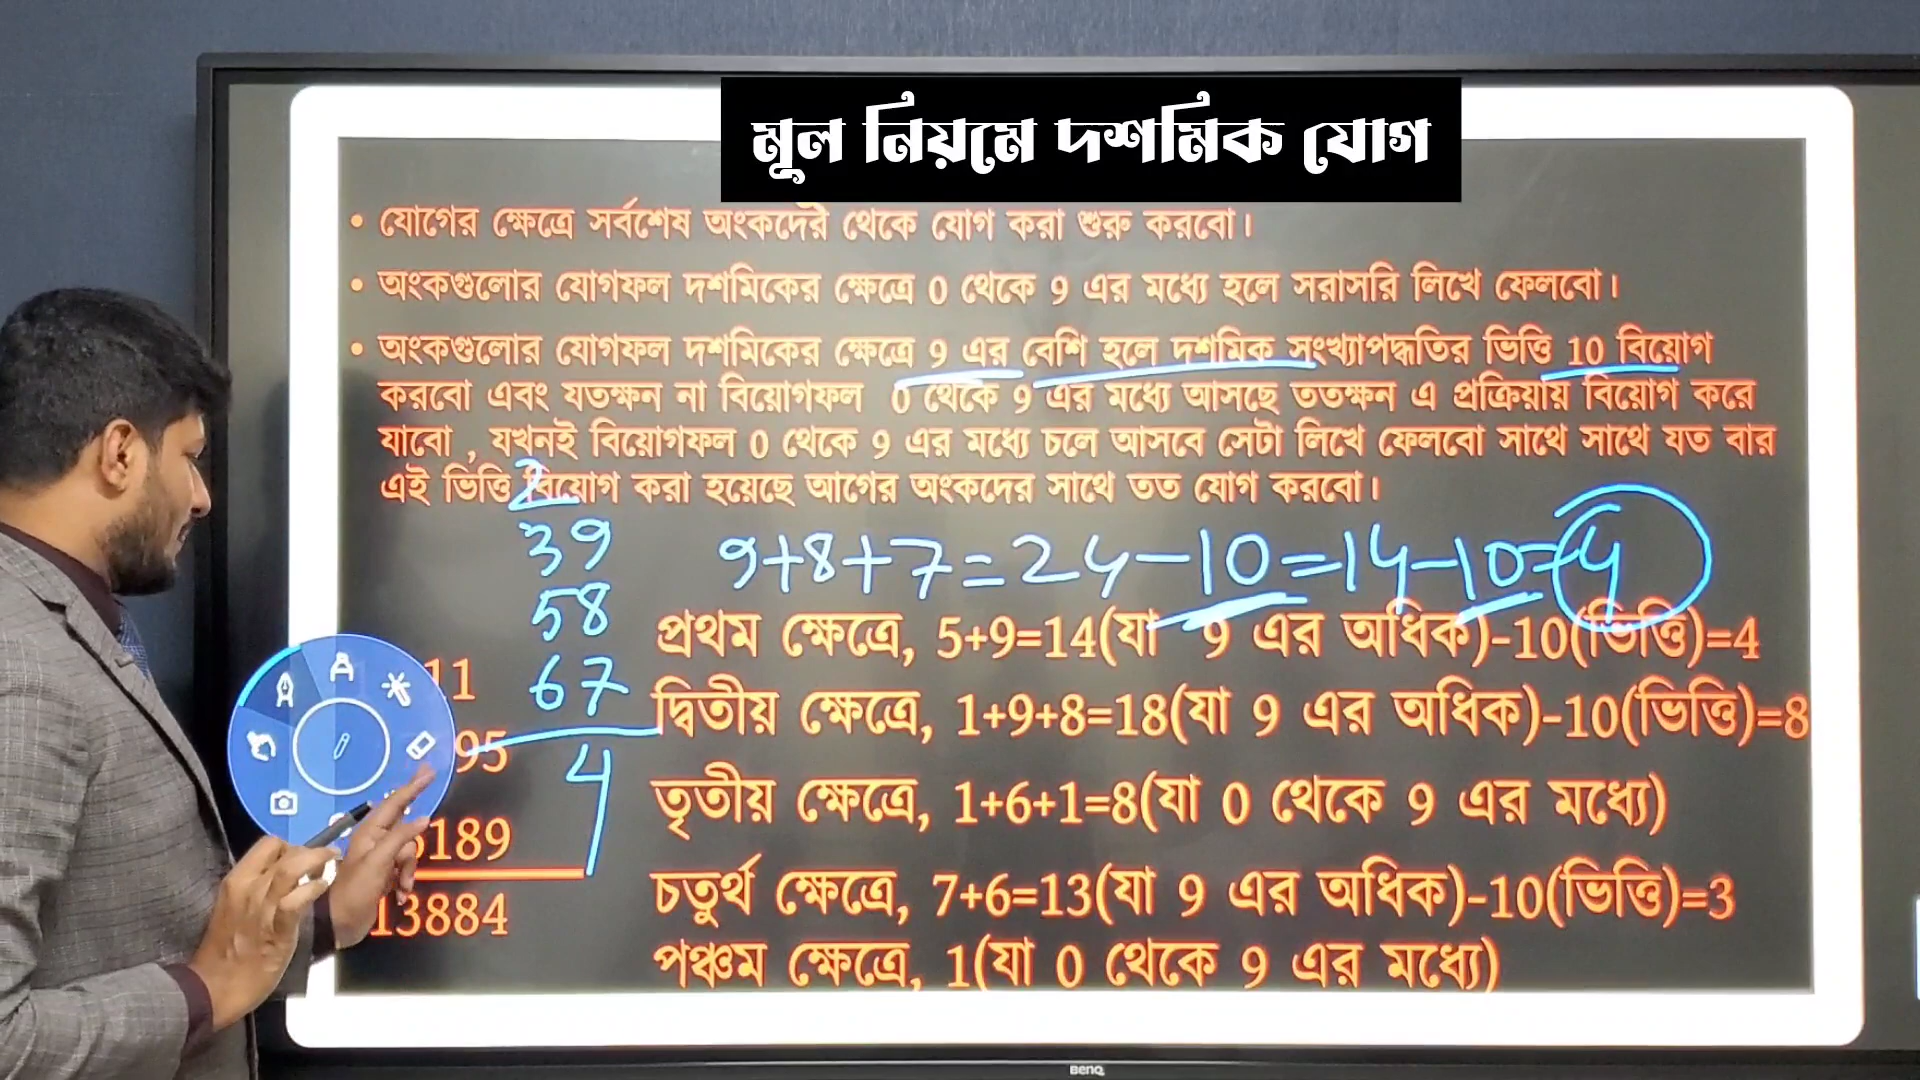 মূল নিয়মে দশমিক যোগ
• যোগের ক্ষেত্রে সর্বশেষ অংকদের থেকে যোগ করা শুরু করবো।
• অংকগুলোর যোগফল দশমিকের ক্ষেত্রে 0 থেকে 9 এর মধ্যে হলে সরাসরি লিখে ফেলবো।
• অংকগুলোর যোগফল দশমিকের ক্ষেত্রে 9 এর বেশি হলে দশমিক সংখ্যাপদ্ধতির ভিত্তি 10 বিয়োগ
করবো এবং যতক্ষন না বিয়োগফল 0 থেকে 9 এর মধ্যে আসছে ততক্ষন এ প্রক্রিয়ায় বিয়োগ করে
যাবো , যখনই বিয়োগফল 0 থেকে 9 এর মধ্যে চলে আসবে সেটা লিখে ফেলবো সাথে সাথে যত বার
এই ভিত্তি বিয়োগ করা হয়েছে আগের অংকদের সাথে তত যোগ করবো।
2
39
58
67
4
9+8+7=24-10=14-10=4
11
95
189
13884
প্রথম ক্ষেত্রে, 5+9=14(যা 9 এর অধিক)-10(ভিত্তি)=4
দ্বিতীয় ক্ষেত্রে, 1+9+8=18(যা 9 এর অধিক)-10(ভিত্তি)=8
তৃতীয় ক্ষেত্রে, 1+6+1=8(যা 0 থেকে 9 এর মধ্যে)
চতুর্থ ক্ষেত্রে, 7+6=13(যা 9 এর অধিক)-10(ভিত্তি)=3
পঞ্চম ক্ষেত্রে, 1(যা 0 থেকে 9 এর মধ্যে)
BenQ